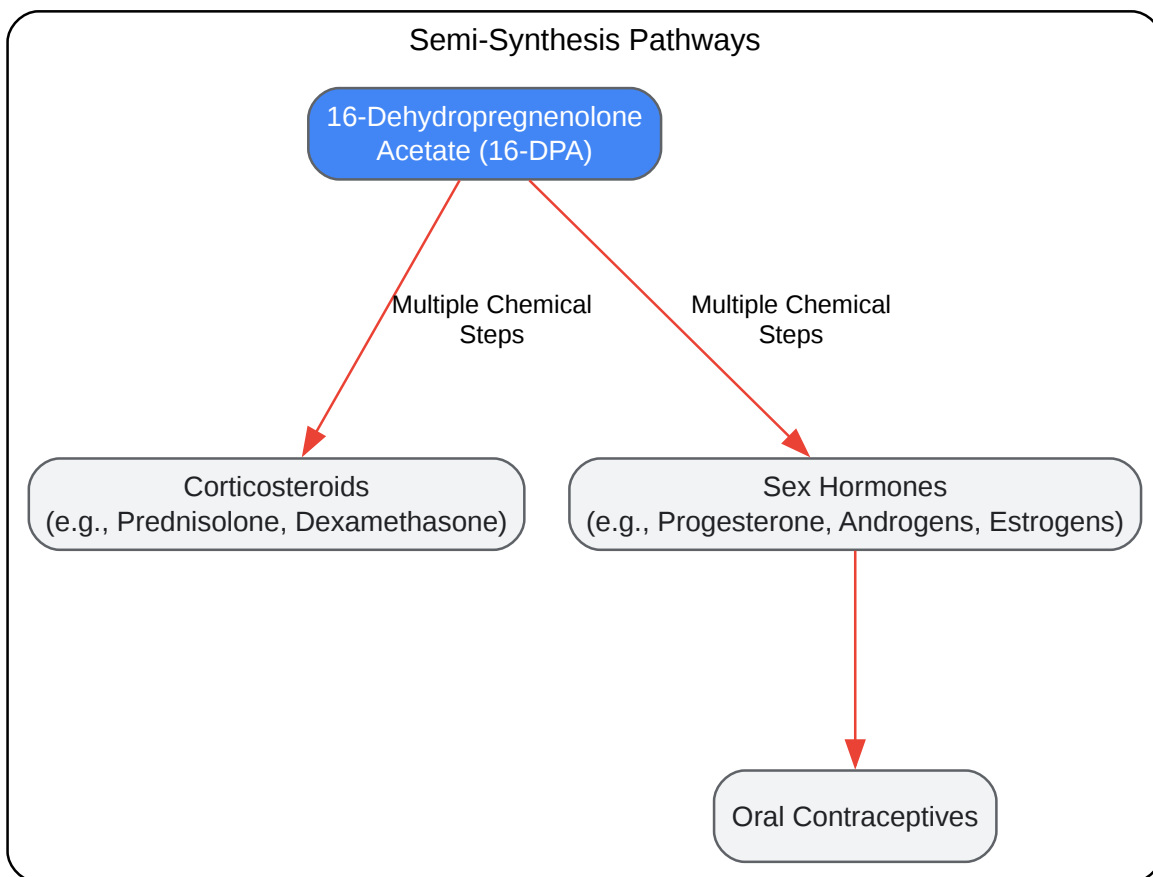 Semi-Synthesis Pathways
16-Dehydropregnenolone
Acetate (16-DPA)
Multiple Chemical
Steps
Multiple Chemical
Steps
Corticosteroids
(e.g., Prednisolone, Dexamethasone)
Sex Hormones
(e.g., Progesterone, Androgens, Estrogens)
Oral Contraceptives